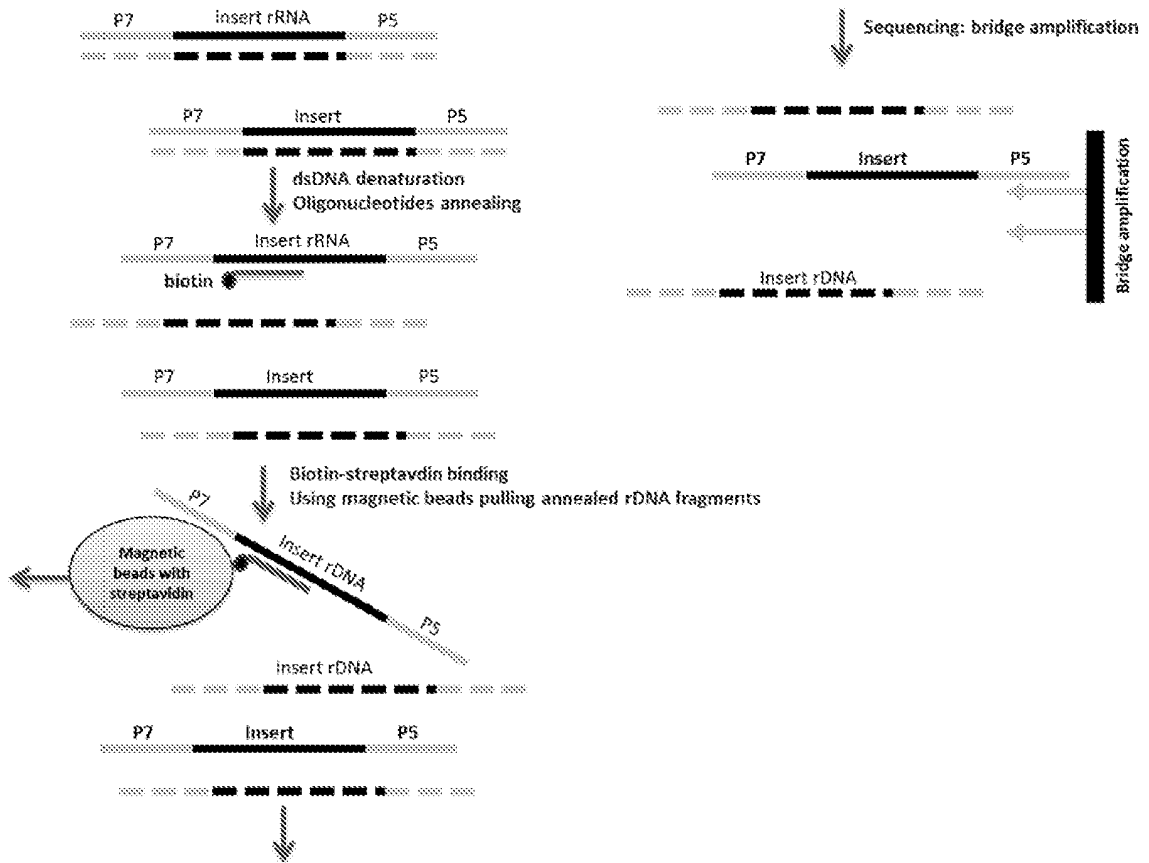 P7 Insert rRNA P5
P7 Insert P5
dsDNA denaturation
Oligonucleotides annealing
P7 Insert rRNA P5
biotin
P7 Insert P5
Biotin-streptavdin binding
Using magnetic beads pulling annealed rDNA fragments
P7
Insert rDNA
P5
Magnetic
beads with
streptavidin
Insert rDNA
P7 Insert P5
Sequencing: bridge amplification
P7 Insert P5
Insert rDNA
Bridge amplification